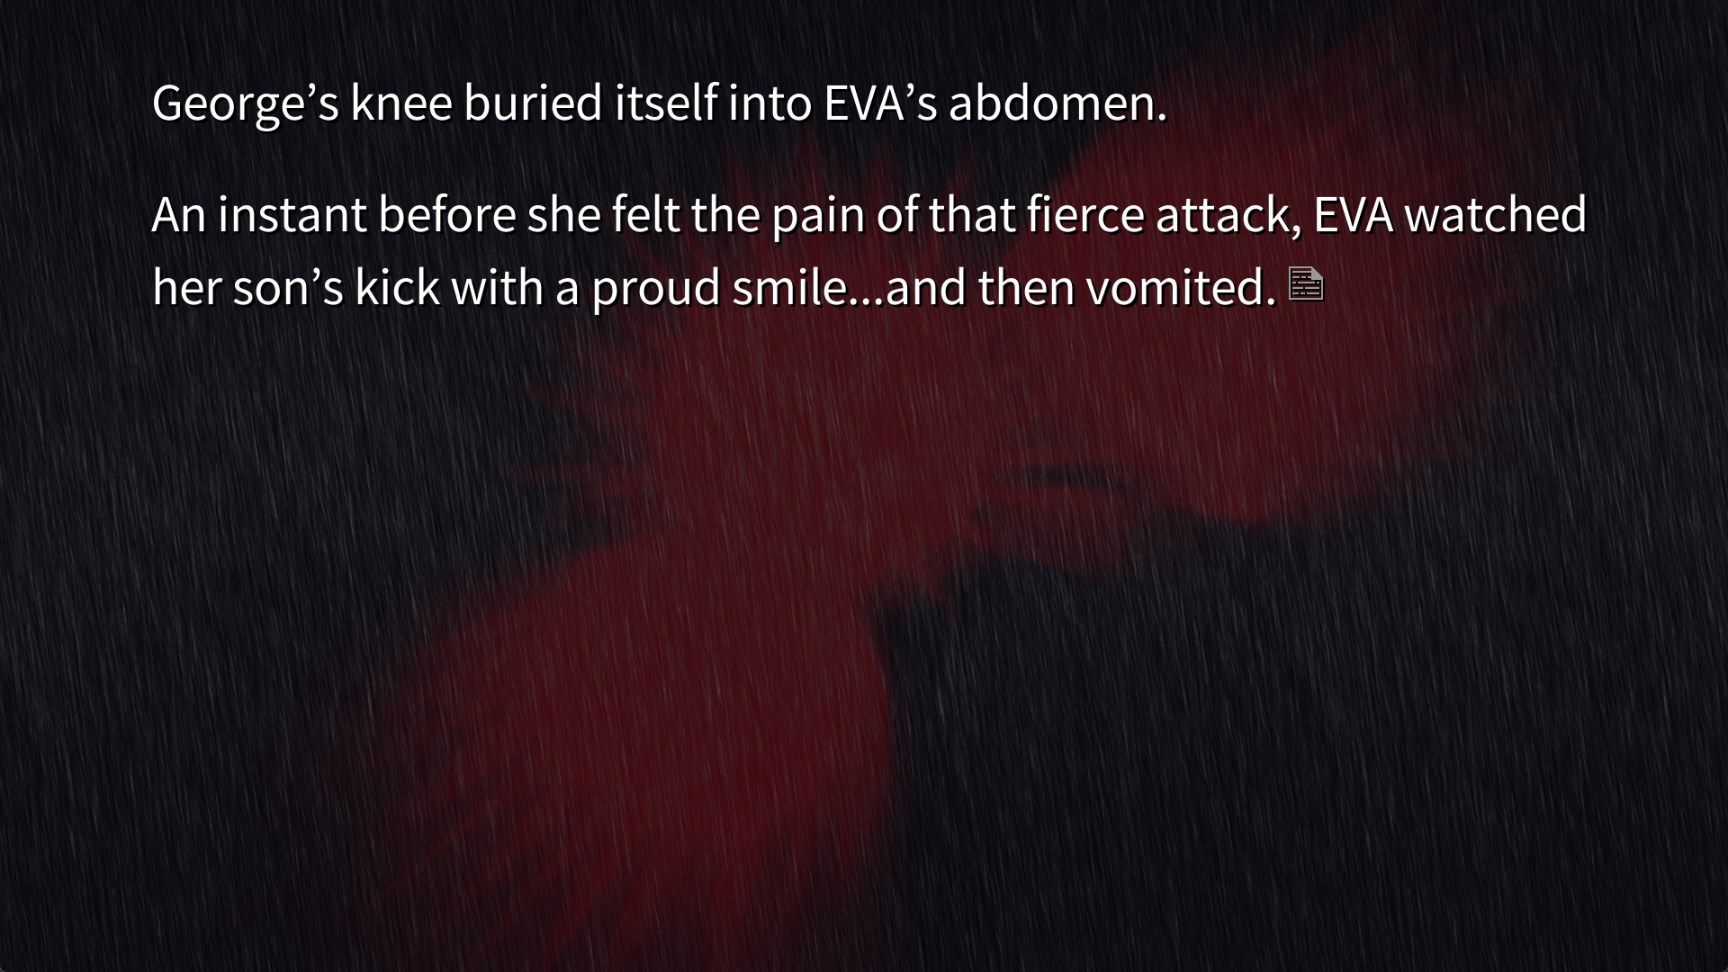 George’s knee buried itself into EVA’s abdomen.
An instant before she felt the pain of that fierce attack, EVA watched
her son’s kick with a proud smile...and then vomited.